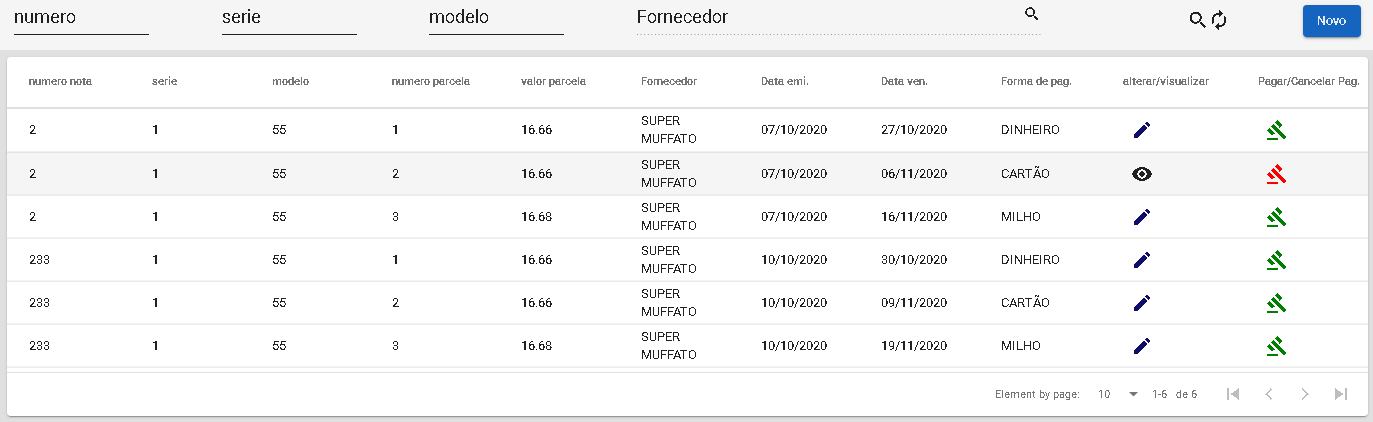 numero serie modelo Fornecedor Novo
numero nota serie modelo numero parcela valor parcela Fornecedor Data emi. Data ven. Forma de pag. alterar/visualizar Pagar/Cancelar Pag.
2 1 55 1 16.66 SUPER MUFFATO 07/10/2020 27/10/2020 DINHEIRO
2 1 55 2 16.66 SUPER MUFFATO 07/10/2020 06/11/2020 CARTÃO
2 1 55 3 16.68 SUPER MUFFATO 07/10/2020 16/11/2020 MILHO
233 1 55 1 16.66 SUPER MUFFATO 10/10/2020 30/10/2020 DINHEIRO
233 1 55 2 16.66 SUPER MUFFATO 10/10/2020 09/11/2020 CARTÃO
233 1 55 3 16.68 SUPER MUFFATO 10/10/2020 19/11/2020 MILHO
Element by page: 10 1-6 de 6